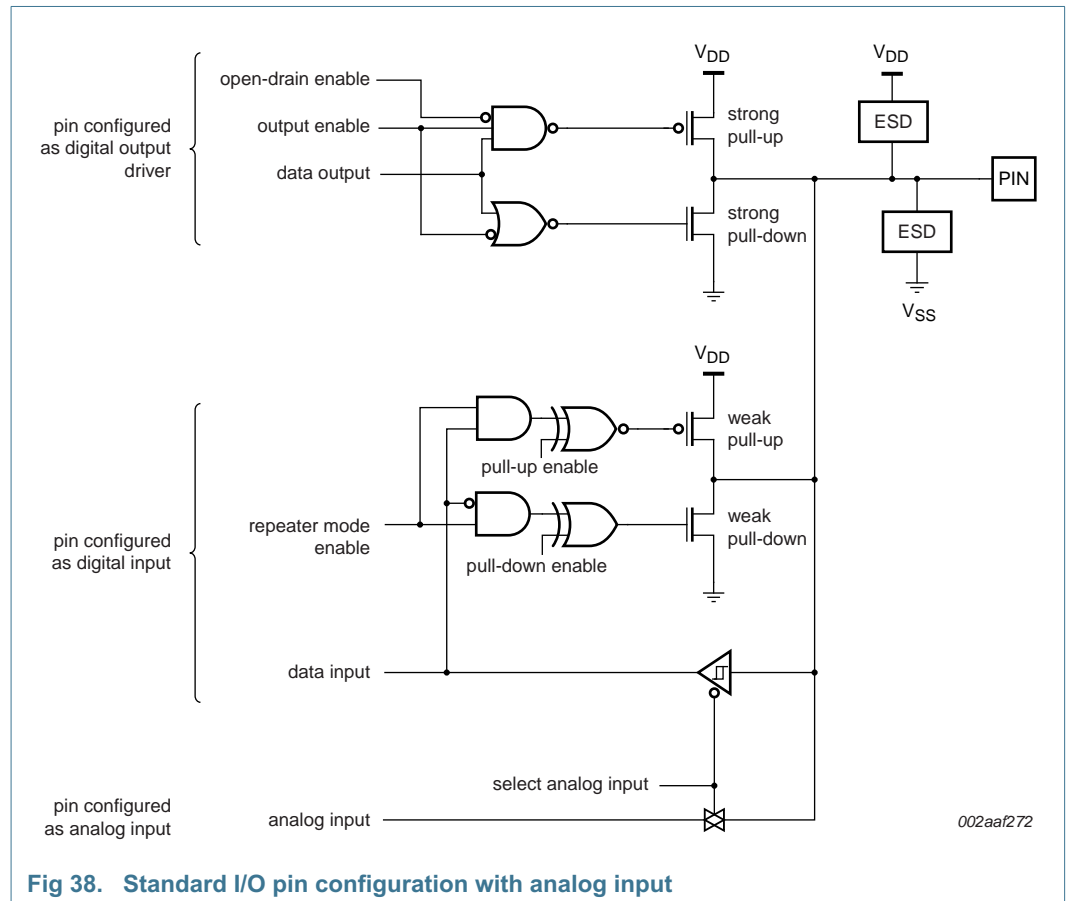 open-drain enable
output enable
data output
pin configured
as digital output
driver
VDD
strong
pull-up
strong
pull-down
VDD
ESD
PIN
ESD
VSS
VDD
weak
pull-up
pull-up enable
repeater mode
enable
pull-down enable
weak
pull-down
pin configured
as digital input
data input
select analog input
pin configured
as analog input
analog input
002aaf272
Fig 38. Standard I/O pin configuration with analog input